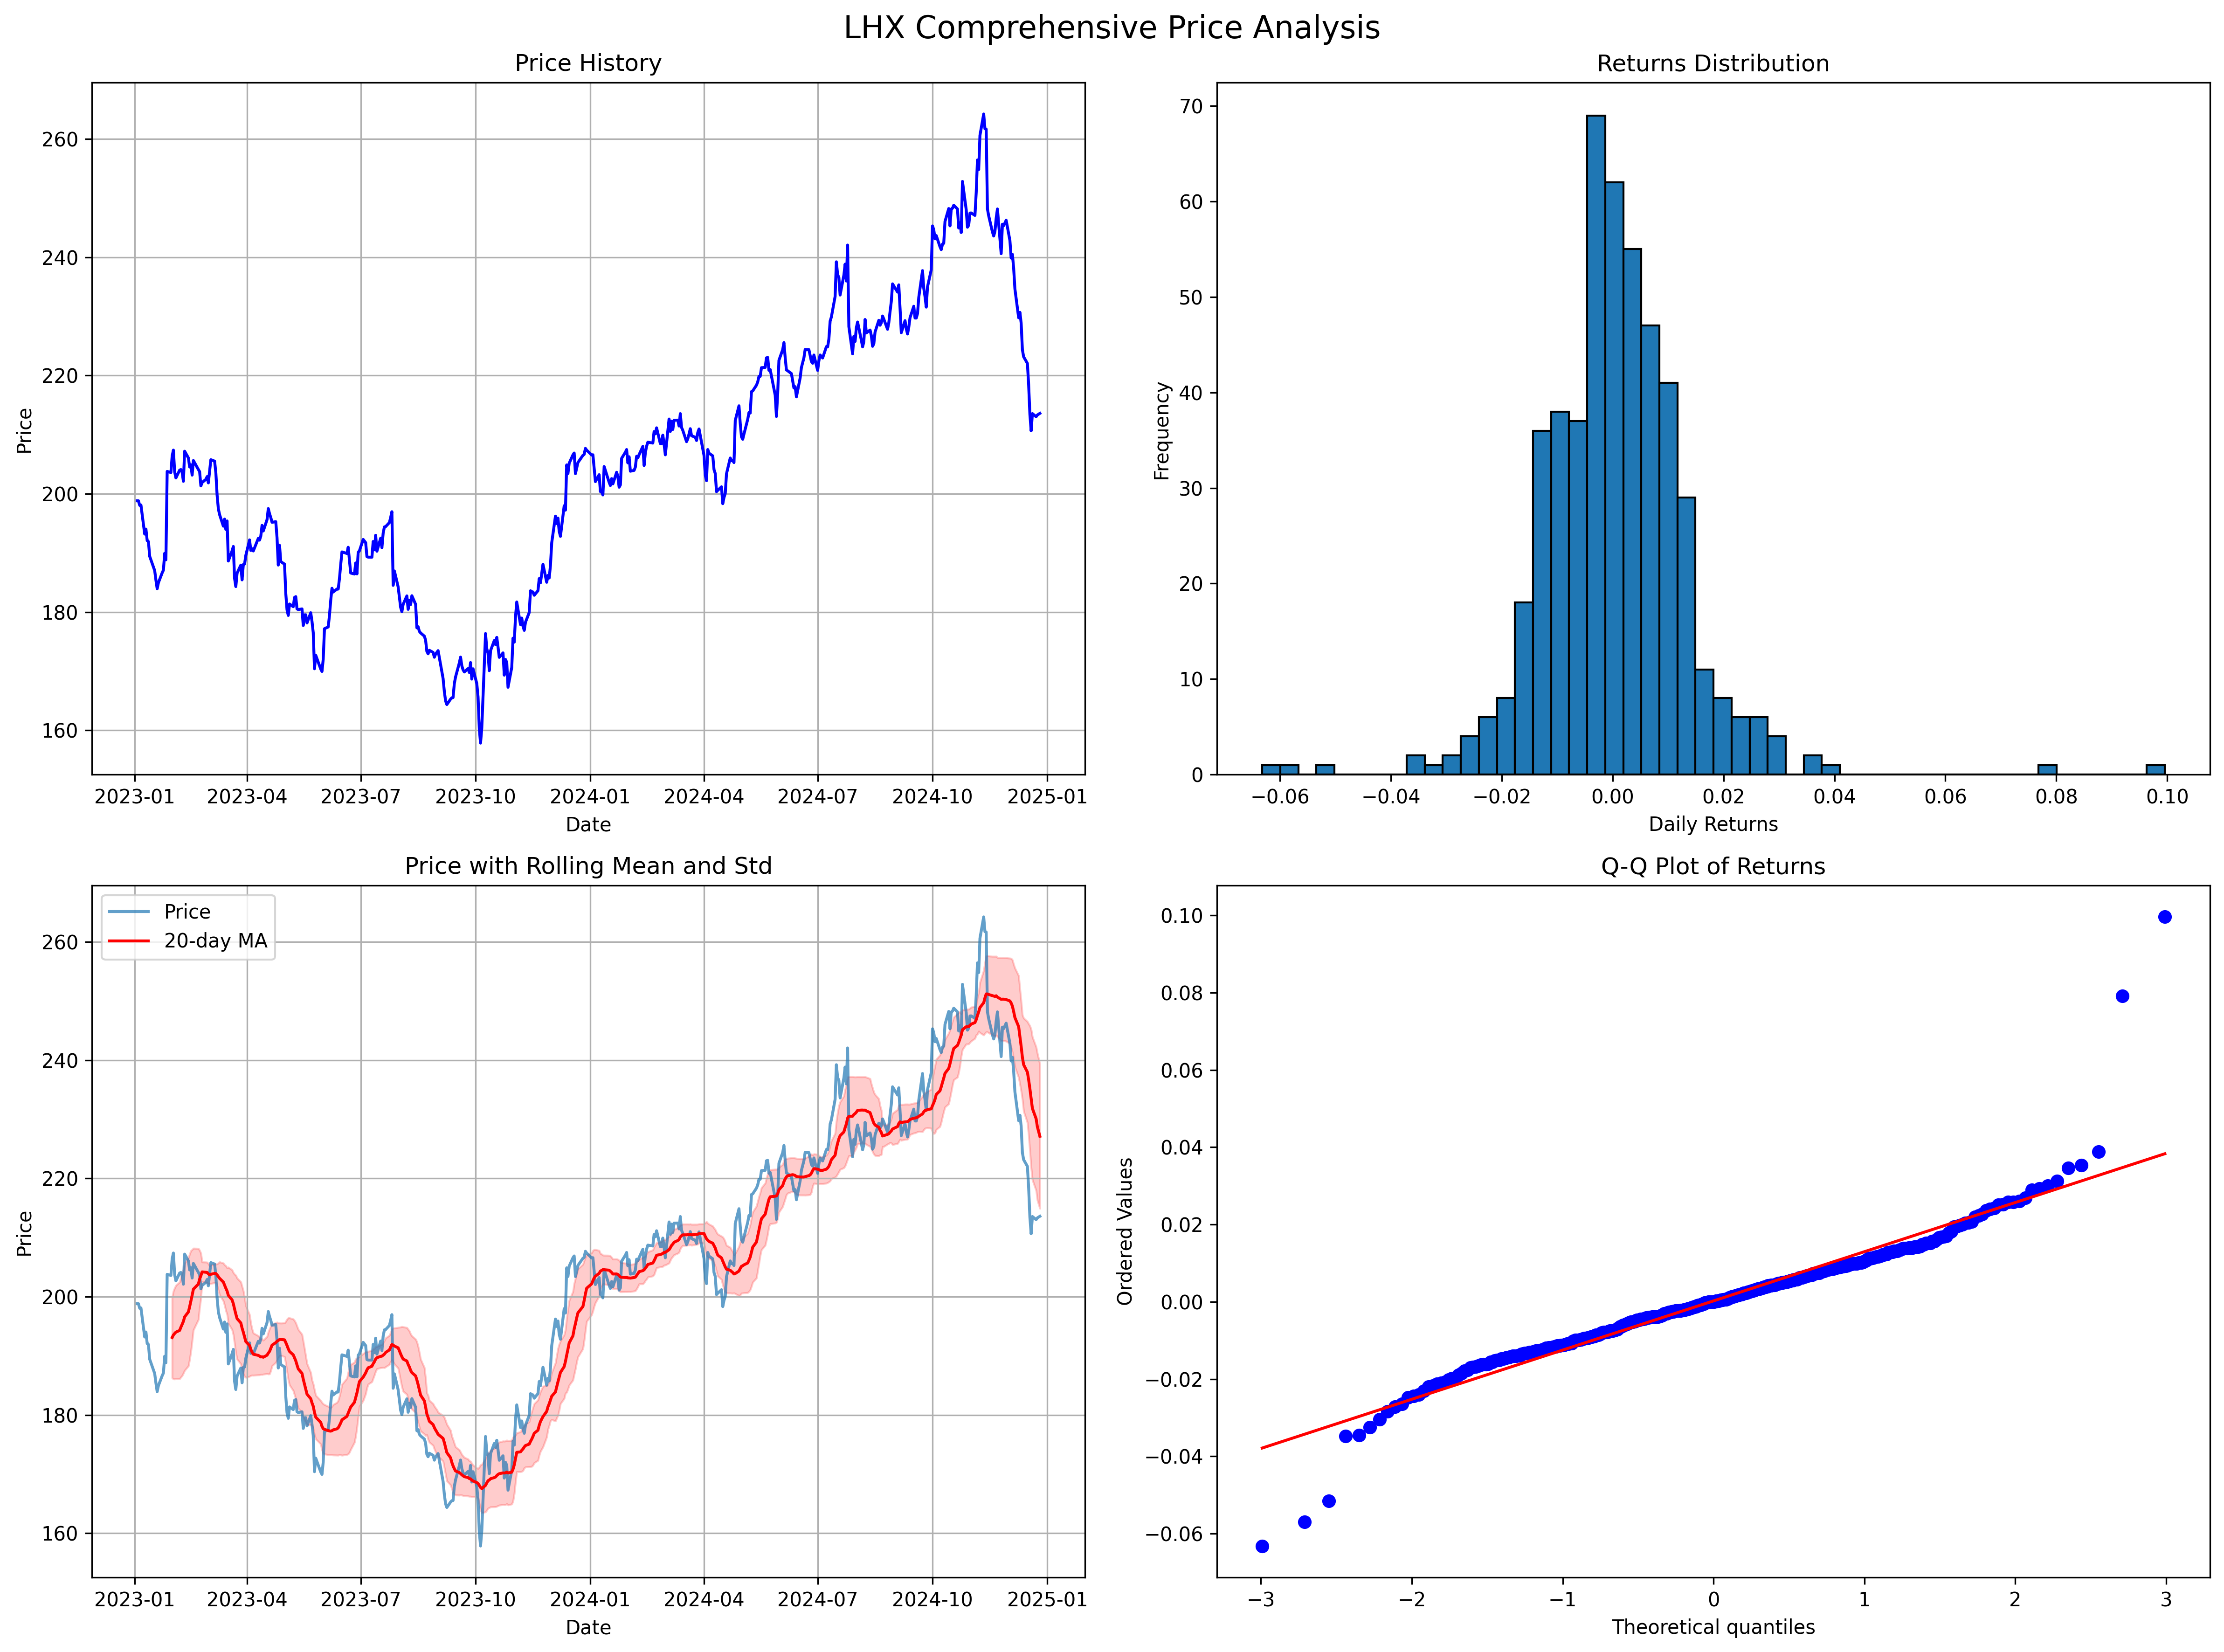 LHX Comprehensive Price Analysis
Price History
Price
260
240
220
200
180
160
2023-01 2023-04 2023-07 2023-10 2024-01 2024-04 2024-07 2024-10 2025-01
Date
Returns Distribution
Frequency
70
60
50
40
30
20
10
0
−0.06 −0.04 −0.02 0.00 0.02 0.04 0.06 0.08 0.10
Daily Returns
Price with Rolling Mean and Std
Price
20-day MA
Price
260
240
220
200
180
160
2023-01 2023-04 2023-07 2023-10 2024-01 2024-04 2024-07 2024-10 2025-01
Date
Q-Q Plot of Returns
Ordered Values
0.10
0.08
0.06
0.04
0.02
0.00
−0.02
−0.04
−0.06
−3 −2 −1 0 1 2 3
Theoretical quantiles